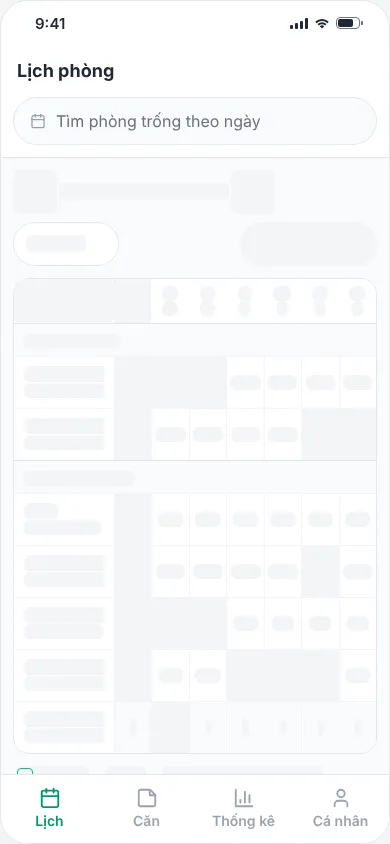 9:41
Lịch phòng
Tìm phòng trống theo ngày
Lịch
Căn
Thống kê
Cá nhân